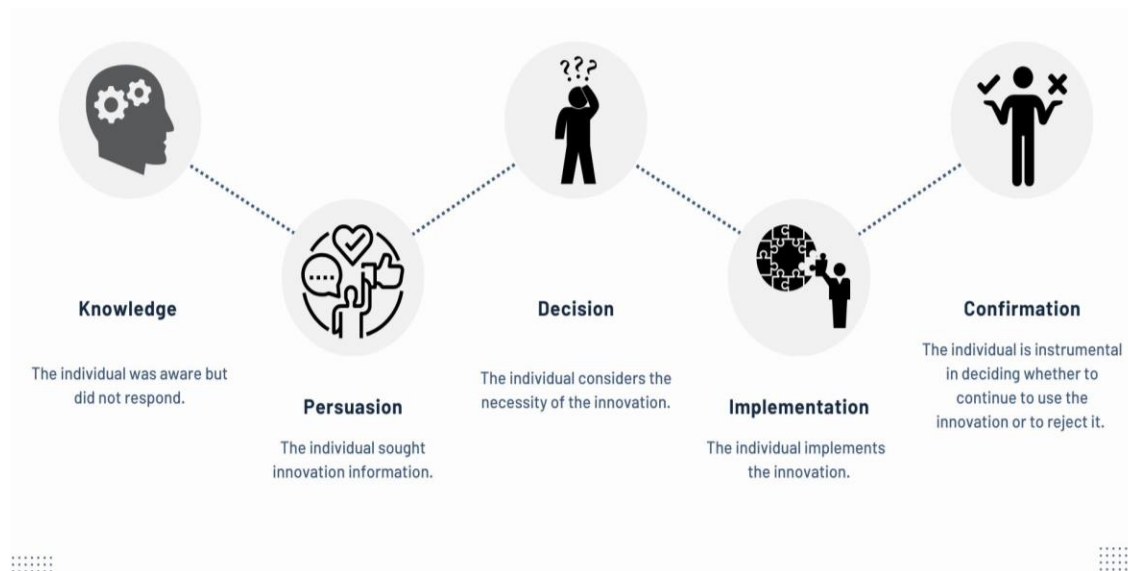 ???
Knowledge
The individual was aware but
did not respond.
Persuasion
The individual sought
innovation information.
Decision
The individual considers the
necessity of the innovation.
Implementation
The individual implements
the innovation.
Confirmation
The individual is instrumental
in deciding whether to
continue to use the
innovation or to reject it.